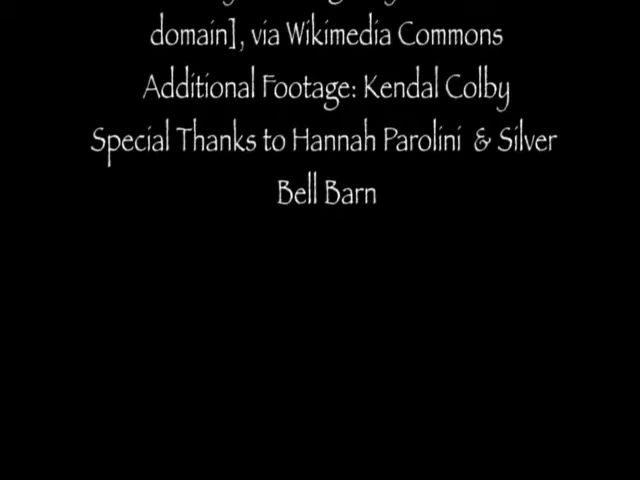 domain], via Wikimedia Commons
Additional Footage: Kendal Colby
Special Thanks to Hannah Parolini & Silver
Bell Barn